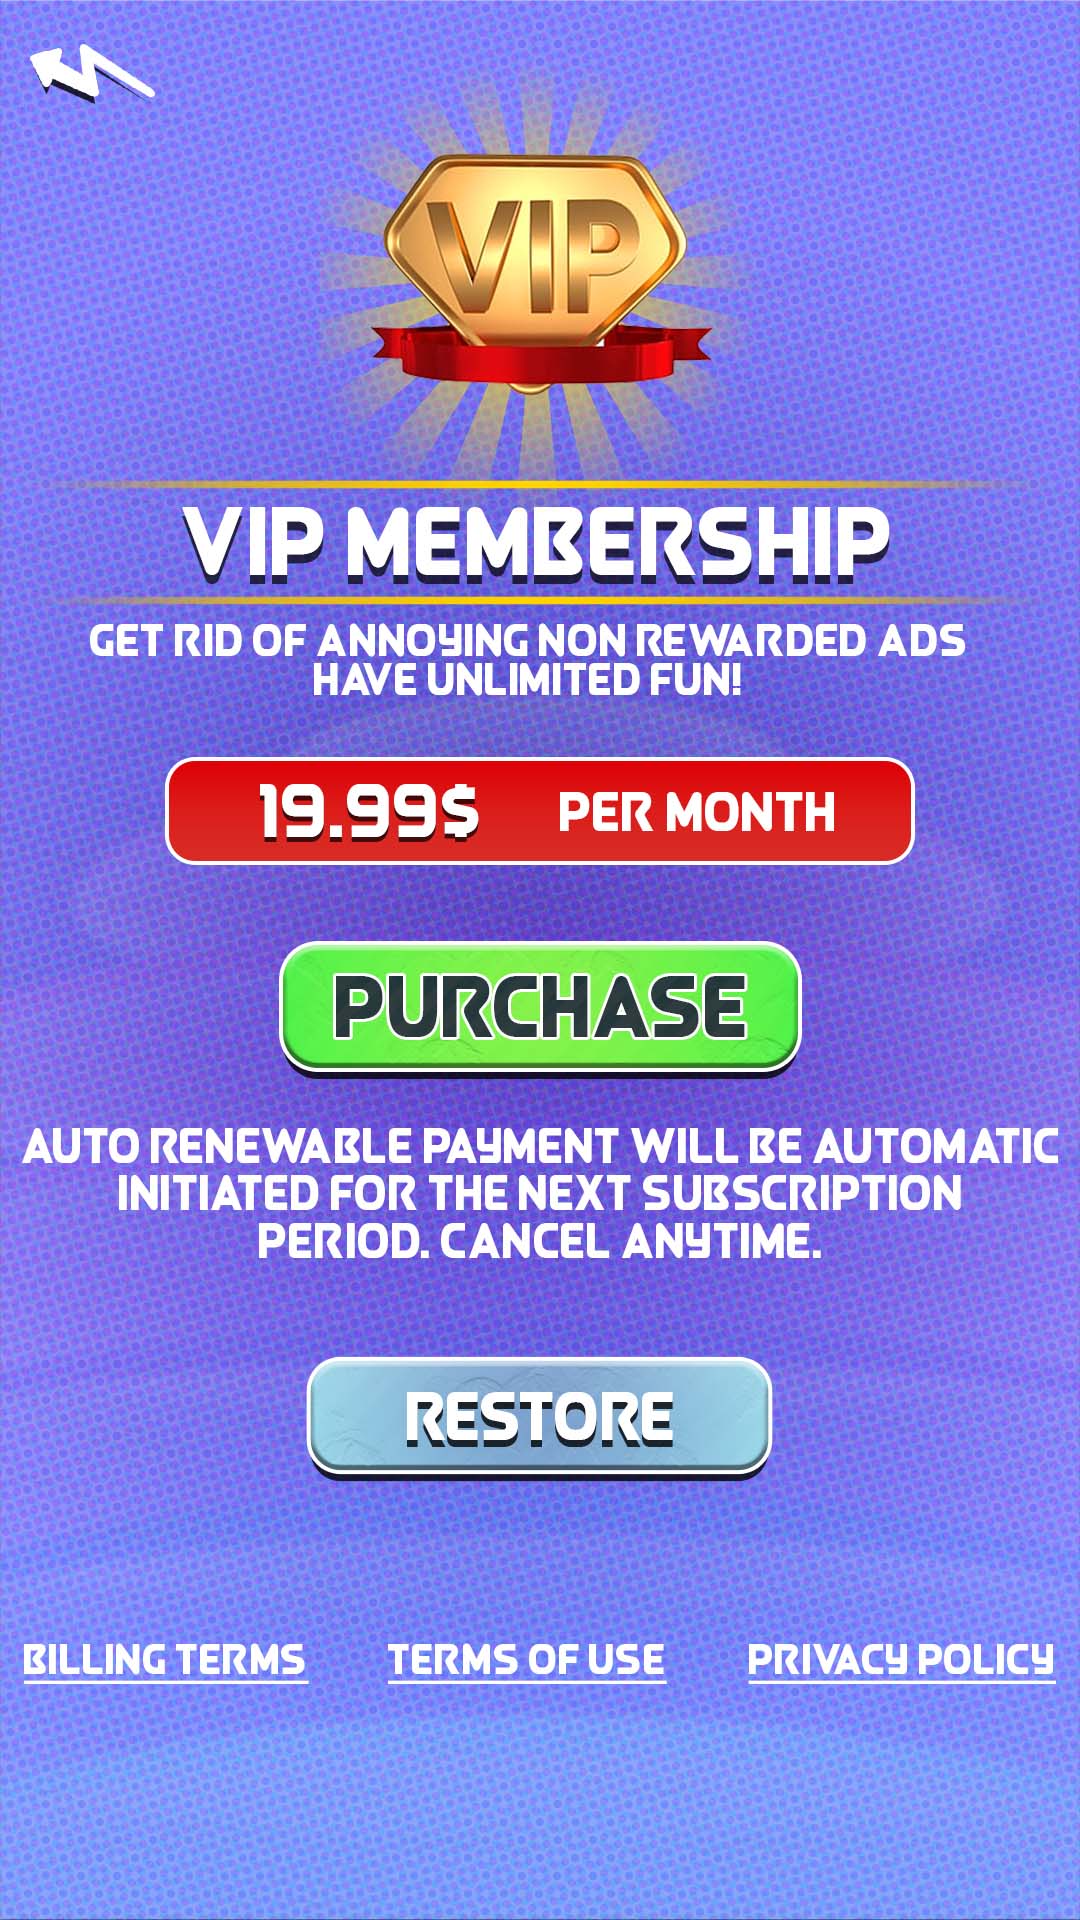 VIP
VIP MEMBERSHIP
GET RID OF ANNOYING NON REWARDED ADS
HAVE UNLIMITED FUN!
19.99$ PER MONTH
PURCHASE
AUTO RENEWABLE PAYMENT WILL BE AUTOMATIC
INITIATED FOR THE NEXT SUBSCRIPTION
PERIOD. CANCEL ANYTIME.
RESTORE
BILLING TERMS TERMS OF USE PRIVACY POLICY